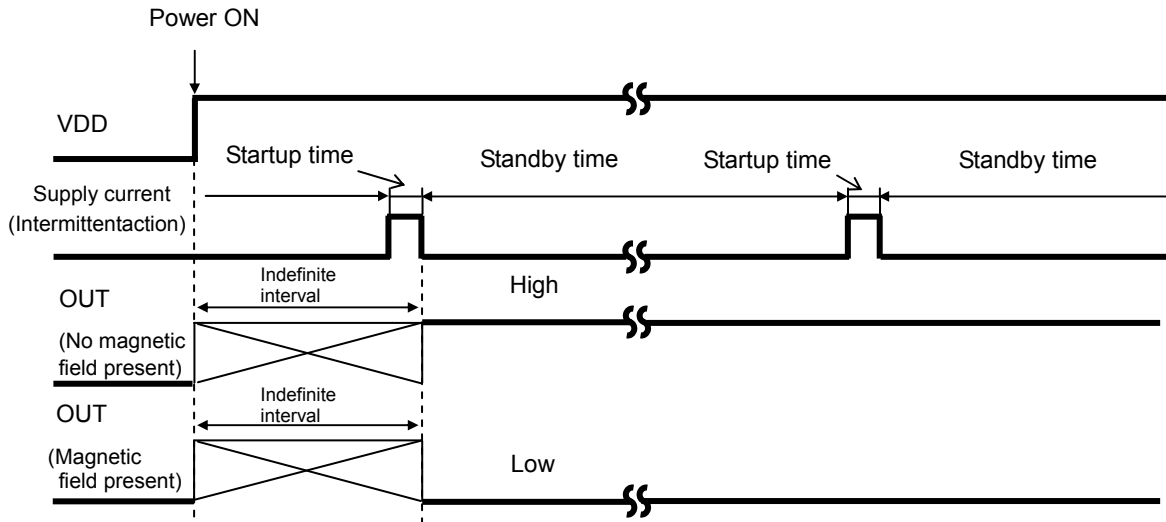 Power ON
VDD
Startup time
Standby time
Startup time
Standby time
Supply current
(Intermittentaction)
Indefinite
interval
High
OUT
(No magnetic
field present)
Indefinite
interval
OUT
(Magnetic
field present)
Low